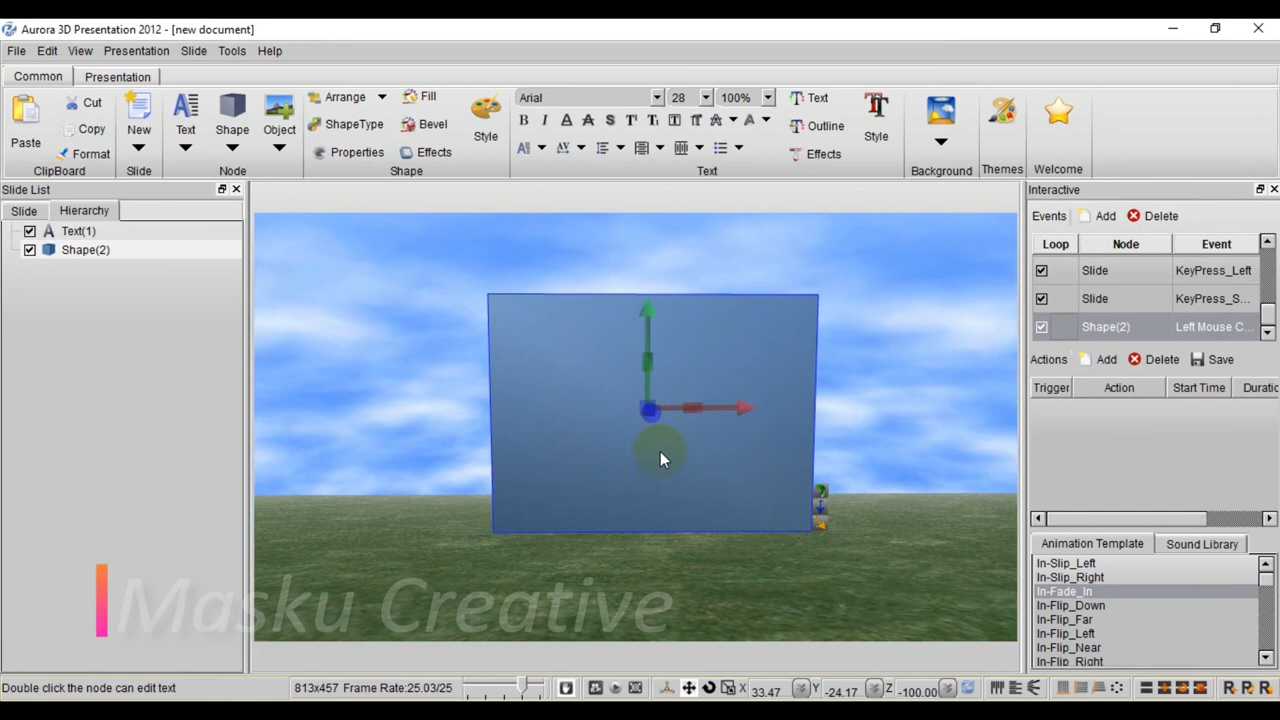 Aurora 3D Presentation 2012 - [new document]
File Edit View Presentation Slide Tools Help
Common Presentation
Paste Cut Copy Format ClipBoard
New Slide
Text Shape Object Node
Arrange ShapeType Properties Fill Bevel Effects Style Shape
Arial 28 100% Text Outline Effects Style Text
Background Themes Welcome
Slide List
Slide Hierarchy
Text(1)
Shape(2)
Interactive
Events Add Delete
Loop Node Event
Slide KeyPress_Left
Slide KeyPress_S...
Shape(2) Left Mouse C...
Actions Add Delete Save
Trigger Action Start Time Duratic
Animation Template Sound Library
In-Slip_Left
In-Slip_Right
In-Fade_In
In-Flip_Down
In-Flip_Far
In-Flip_Left
In-Flip_Near
In-Flip_Right
Masku Creative
Double click the node can edit text 813x457 Frame Rate:25.03/25 X 33.47 Y -24.17 Z -100.00